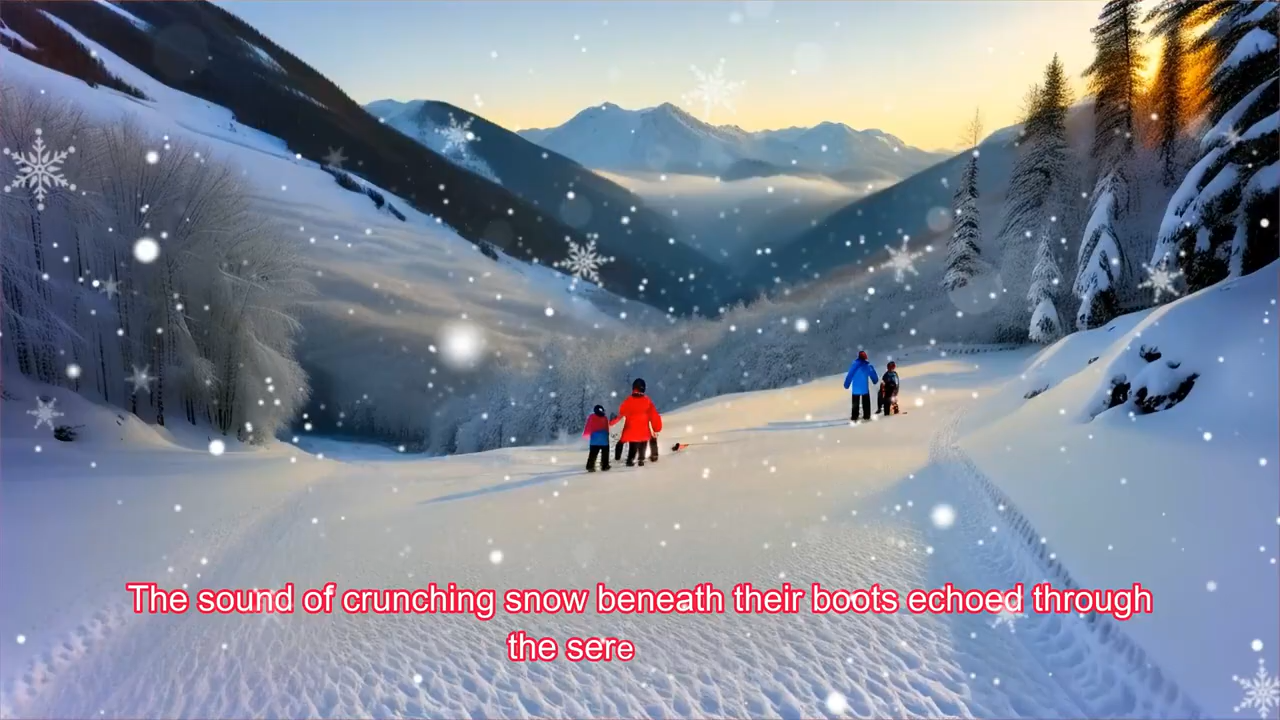 The sound of crunching snow beneath their boots echoed through
the sere